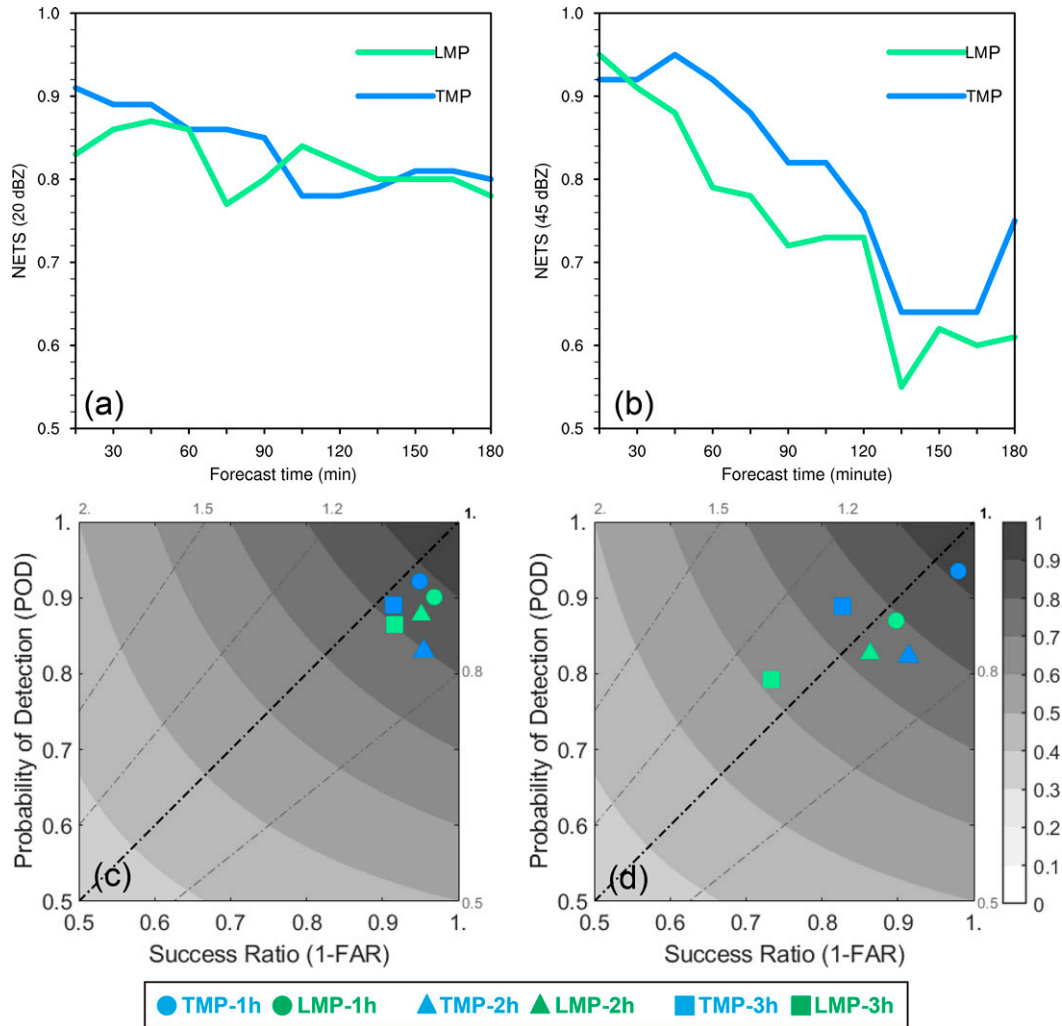 1.0
0.9
0.8
0.7
0.6
0.5
NETS (20 dBZ)
LMP
TMP
(a)
30 60 90 120 150 180
Forecast time (min)
1.0
0.9
0.8
0.7
0.6
0.5
NETS (45 dBZ)
LMP
TMP
(b)
30 60 90 120 150 180
Forecast time (minute)
2. 1.5 1.2 1.
1.
0.9
0.8
0.7
0.6
0.5
Probability of Detection (POD)
0.8
0.5
(c)
0.5 0.6 0.7 0.8 0.9 1.
Success Ratio (1-FAR)
2. 1.5 1.2 1.
1.
0.9
0.8
0.7
0.6
0.5
Probability of Detection (POD)
0.8
0.5
(d)
0.5 0.6 0.7 0.8 0.9 1.
Success Ratio (1-FAR)
1
0.9
0.8
0.7
0.6
0.5
0.4
0.3
0.2
0.1
0
TMP-1h LMP-1h TMP-2h LMP-2h TMP-3h LMP-3h